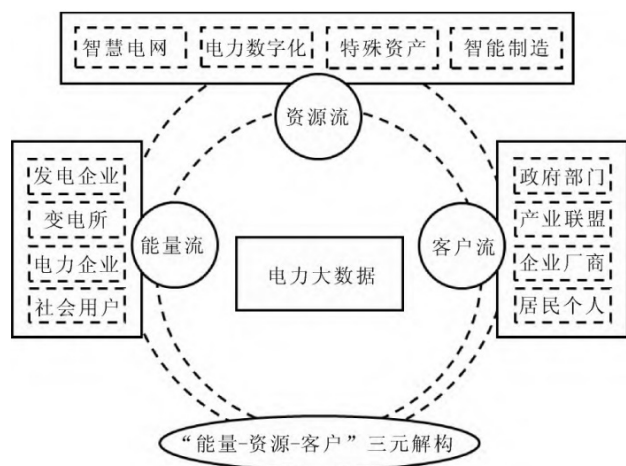 智慧电网
电力数字化
特殊资产
智能制造
资源流
发电企业
变电所
电力企业
社会用户
能量流
电力大数据
客户流
政府部门
产业联盟
企业厂商
居民个人
“能量-资源-客户”三元解构